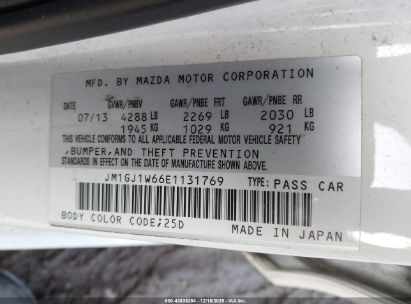 MFD. BY MAZDA MOTOR CORPORATION
DATE GVWR/PNBV GAWR/PNBE FRT GAWR/PNBE RR
07/13 4288 LB 2269 LB 2030 LB
1945 KG 1029 KG 921 KG
THIS VEHICLE CONFORMS TO ALL APPLICABLE FEDERAL MOTOR VEHICLE SAFETY,
BUMPER, AND THEFT PREVENTION
STANDARDS IN EFFECT ON THE DATE OF MANUFACTURE SHOWN ABOVE.
JM1GJ1W66E1131769 TYPE: PASS CAR
BODY COLOR CODE;25D MADE IN JAPAN